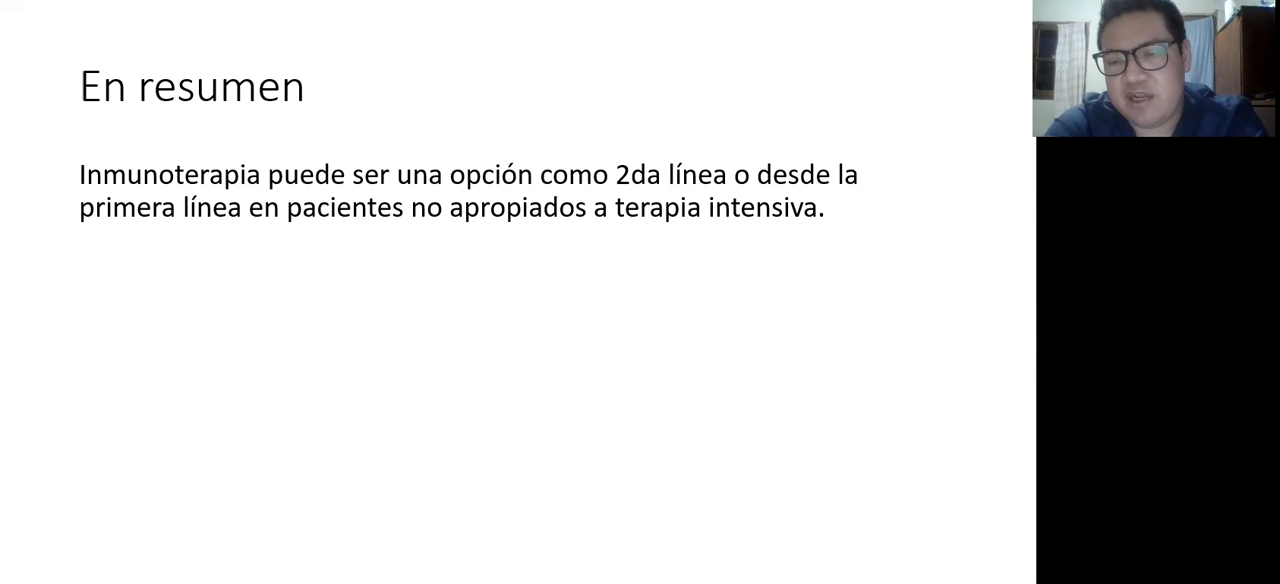 En resumen
Inmunoterapia puede ser una opción como 2da línea o desde la
primera línea en pacientes no apropiados a terapia intensiva.